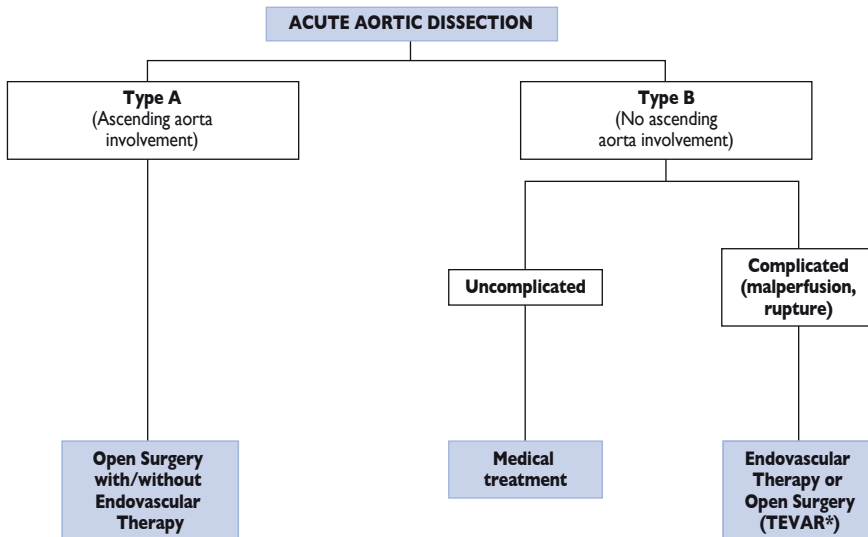 ACUTE AORTIC DISSECTION
Type A
(Ascending aorta
involvement)
Type B
(No ascending
aorta involvement)
Uncomplicated
Complicated
(malperfusion,
rupture)
Open Surgery
with/without
Endovascular
Therapy
Medical
treatment
Endovascular
Therapy or
Open Surgery
(TEVAR*)